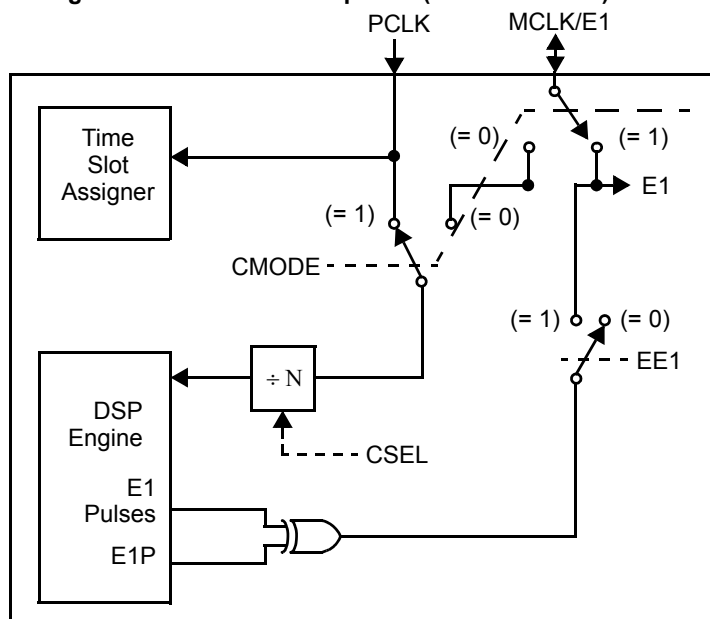 PCLK
MCLK/E1
Time
Slot
Assigner
(= 0)
(= 1)
E1
(= 1)
(= 0)
CMODE
(= 1)
(= 0)
EE1
÷ N
DSP
Engine
CSEL
E1
Pulses
E1P